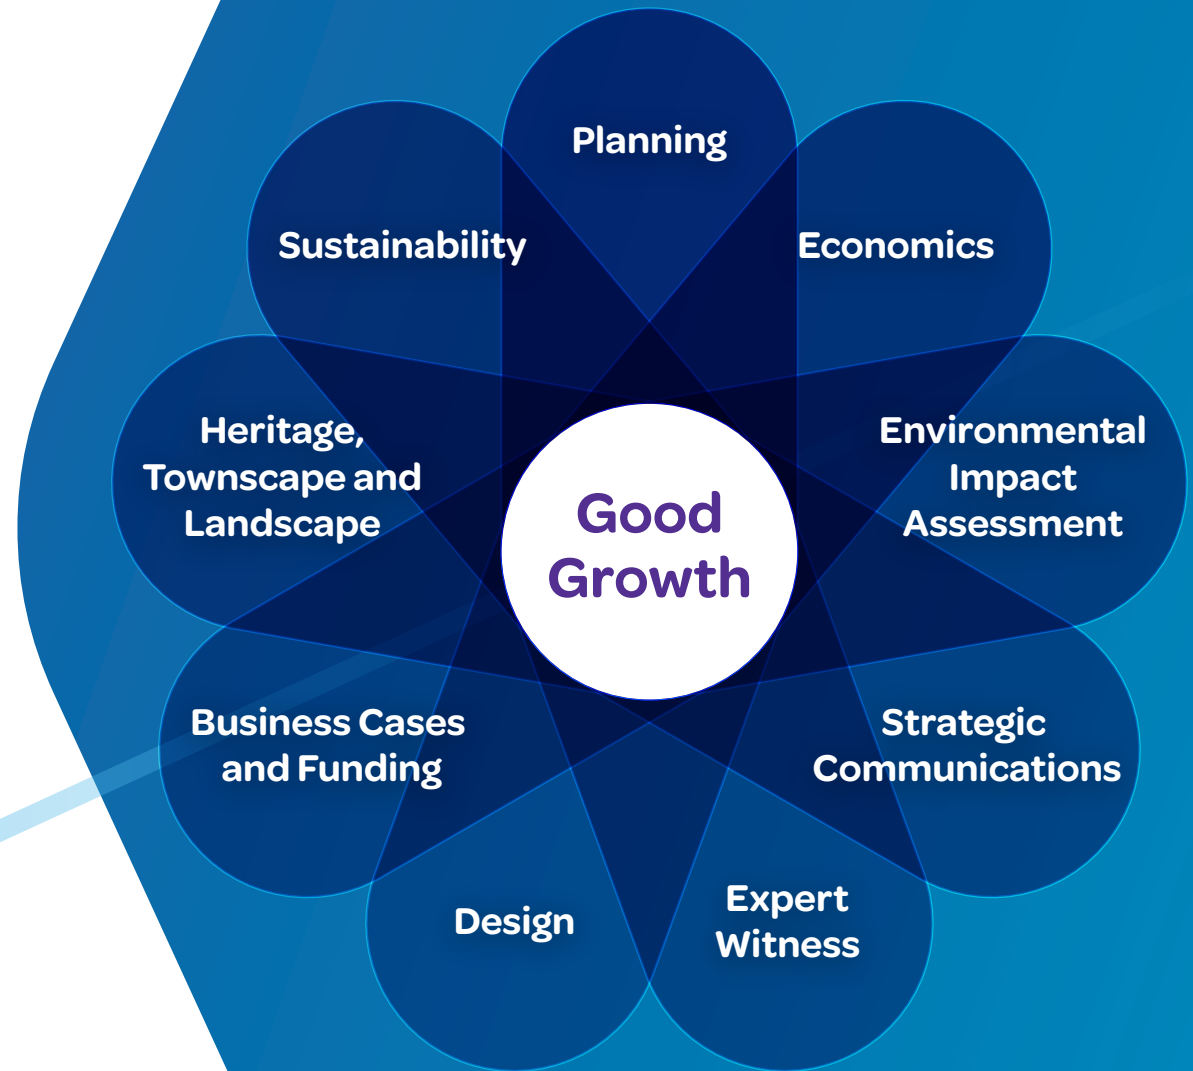 Planning
Sustainability
Economics
Heritage,
Townscape and
Landscape
Environmental
Impact
Assessment
Good
Growth
Business Cases
and Funding
Strategic
Communications
Design
Expert
Witness